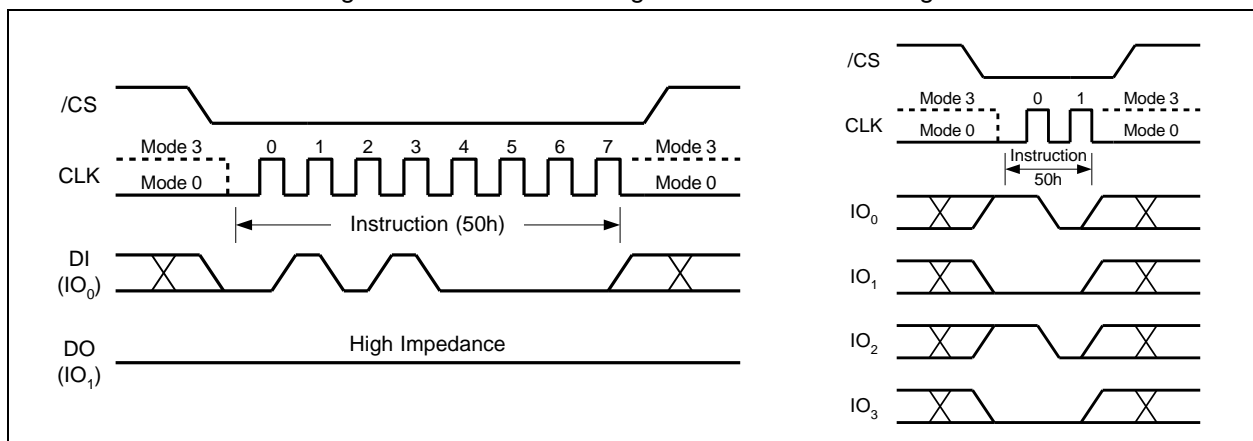 /CS
Mode 3
0 1 2 3 4 5 6 7
Mode 3
CLK
Mode 0
Mode 0
Instruction (50h)
DI
(IO0)
High Impedance
DO
(IO1)
/CS
Mode 3
0 1
Mode 3
CLK
Mode 0
Mode 0
Instruction
50h
IO0
IO1
IO2
IO3